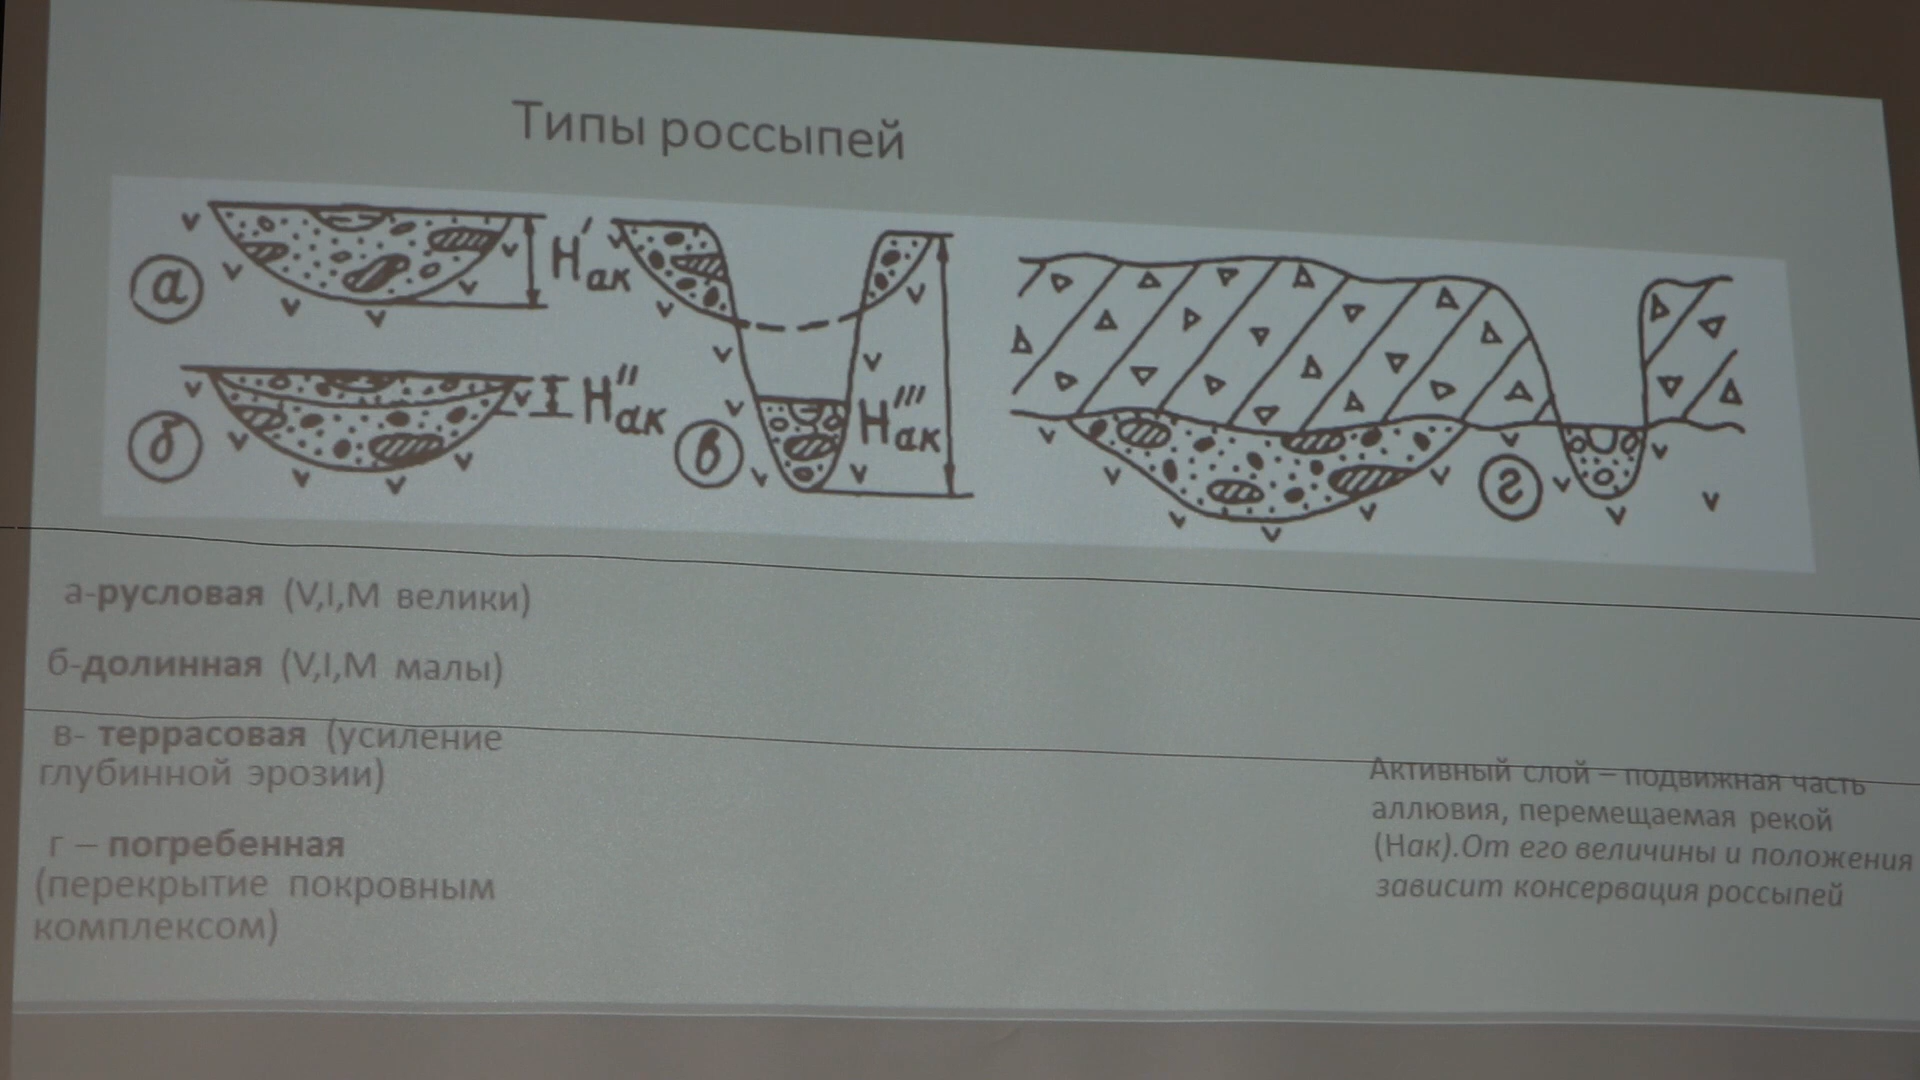 Типы россыпей
а
H′ак
б
H″ак
в
H‴ак
г
а-русловая (V,I,M велики)
б-долинная (V,I,M малы)
в- террасовая (усиление
глубинной эрозии)
г – погребенная
(перекрытие покровным
комплексом)
Активный слой – подвижная часть
аллювия, перемещаемая рекой
(Нак).От его величины и положения
зависит консервация россыпей